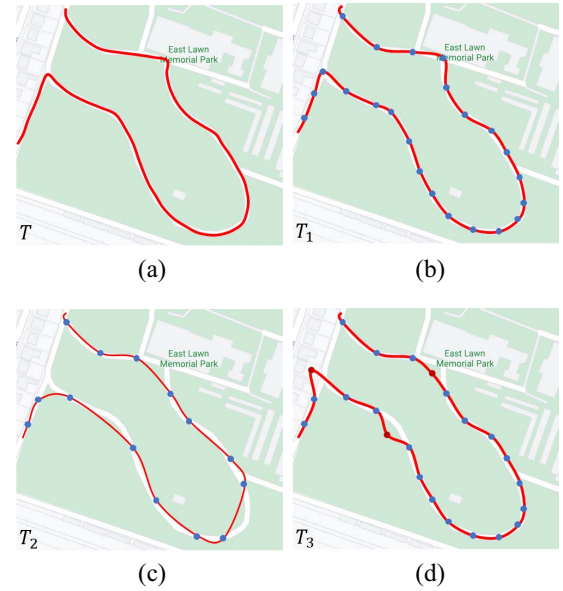 East Lawn
Memorial Park
T
(a)
East Lawn
Memorial Park
T₁
(b)
East Lawn
Memorial Park
T₂
(c)
East Lawn
Memorial Park
T₃
(d)